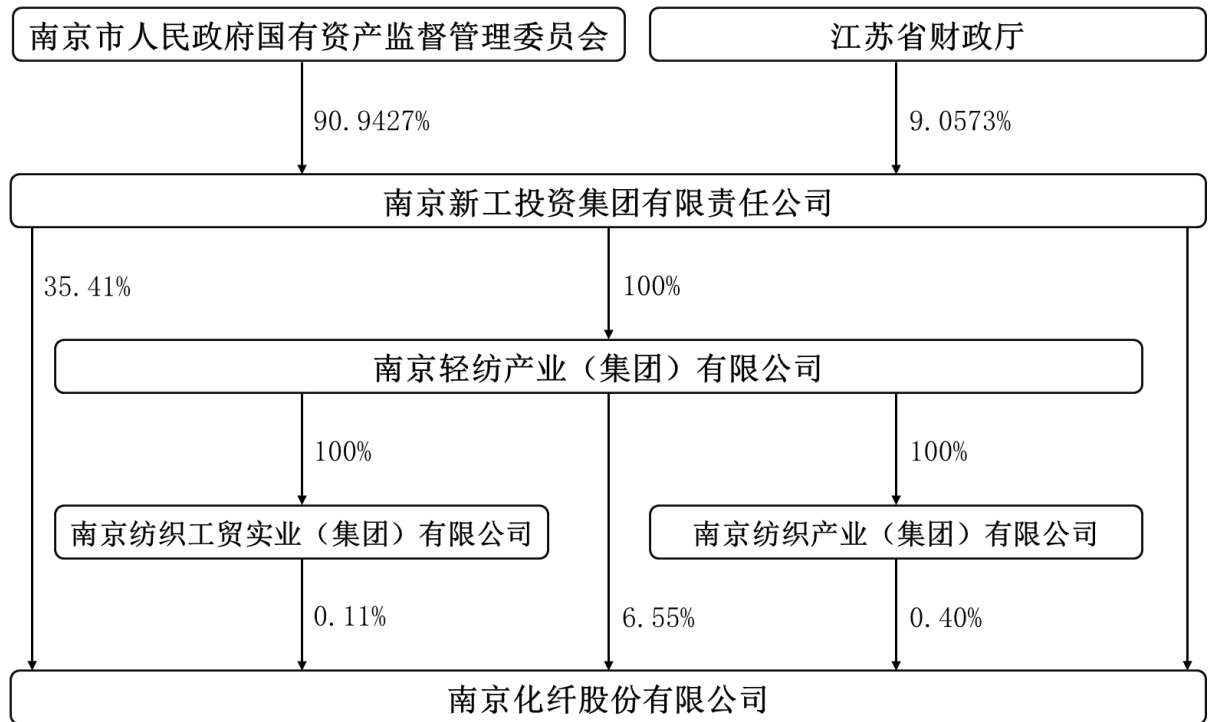 南京市人民政府国有资产监督管理委员会
江苏省财政厅
90.9427%
9.0573%
南京新工投资集团有限责任公司
35.41%
100%
南京轻纺产业（集团）有限公司
100%
100%
南京纺织工贸实业（集团）有限公司
南京纺织产业（集团）有限公司
0.11%
6.55%
0.40%
南京化纤股份有限公司